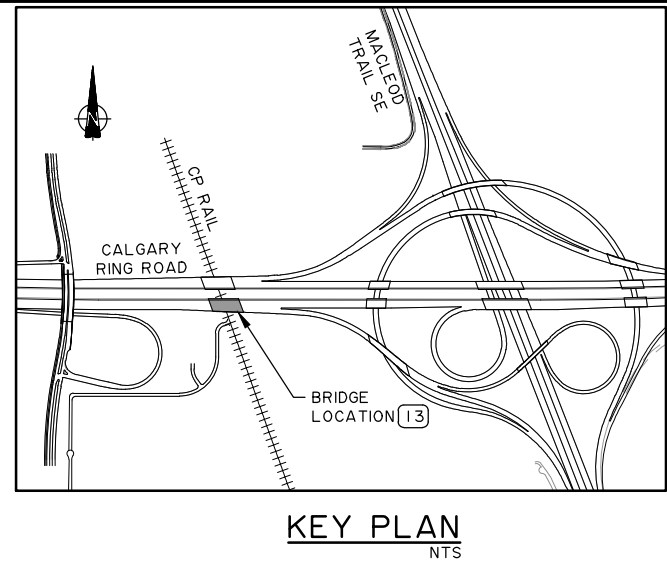 MACLEOD
TRAIL SE
N
CP RAIL
CALGARY
RING ROAD
BRIDGE
LOCATION 13
KEY PLAN
NTS